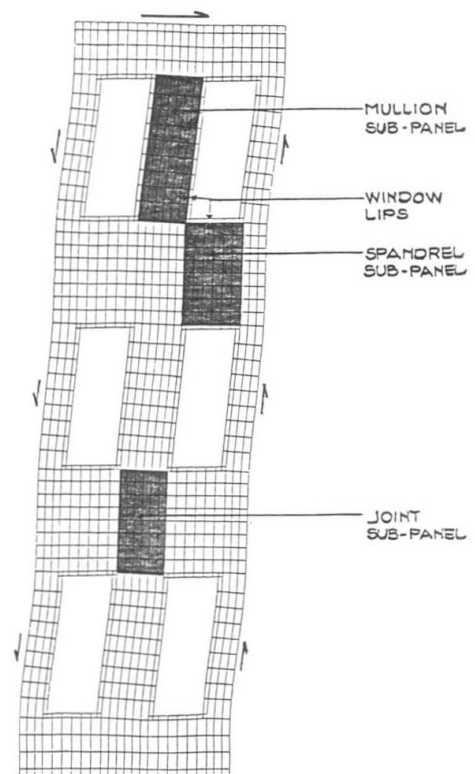 MULLION
SUB-PANEL
WINDOW
LIPS
SPANDREL
SUB-PANEL
JOINT
SUB-PANEL